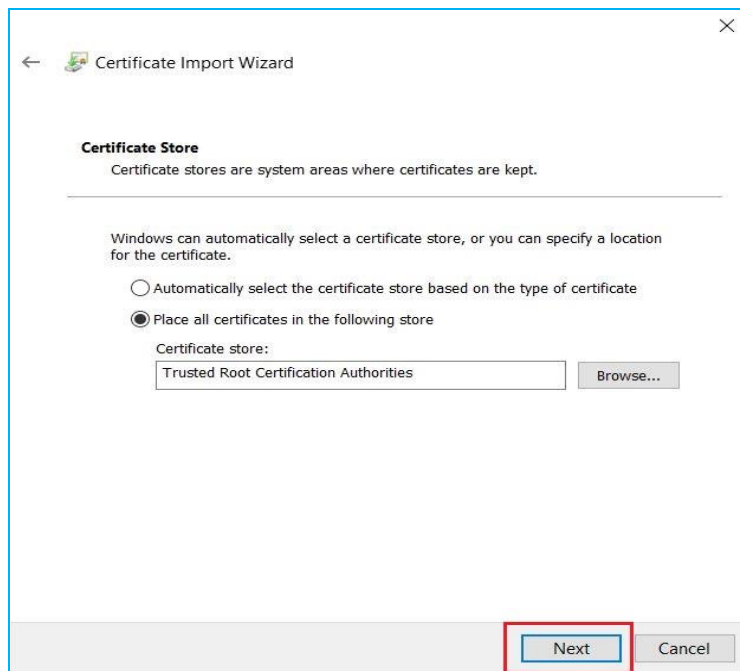 Certificate Import Wizard
Certificate Store
Certificate stores are system areas where certificates are kept.
Windows can automatically select a certificate store, or you can specify a location
for the certificate.
Automatically select the certificate store based on the type of certificate
Place all certificates in the following store
Certificate store:
Trusted Root Certification Authorities
Browse...
Next
Cancel